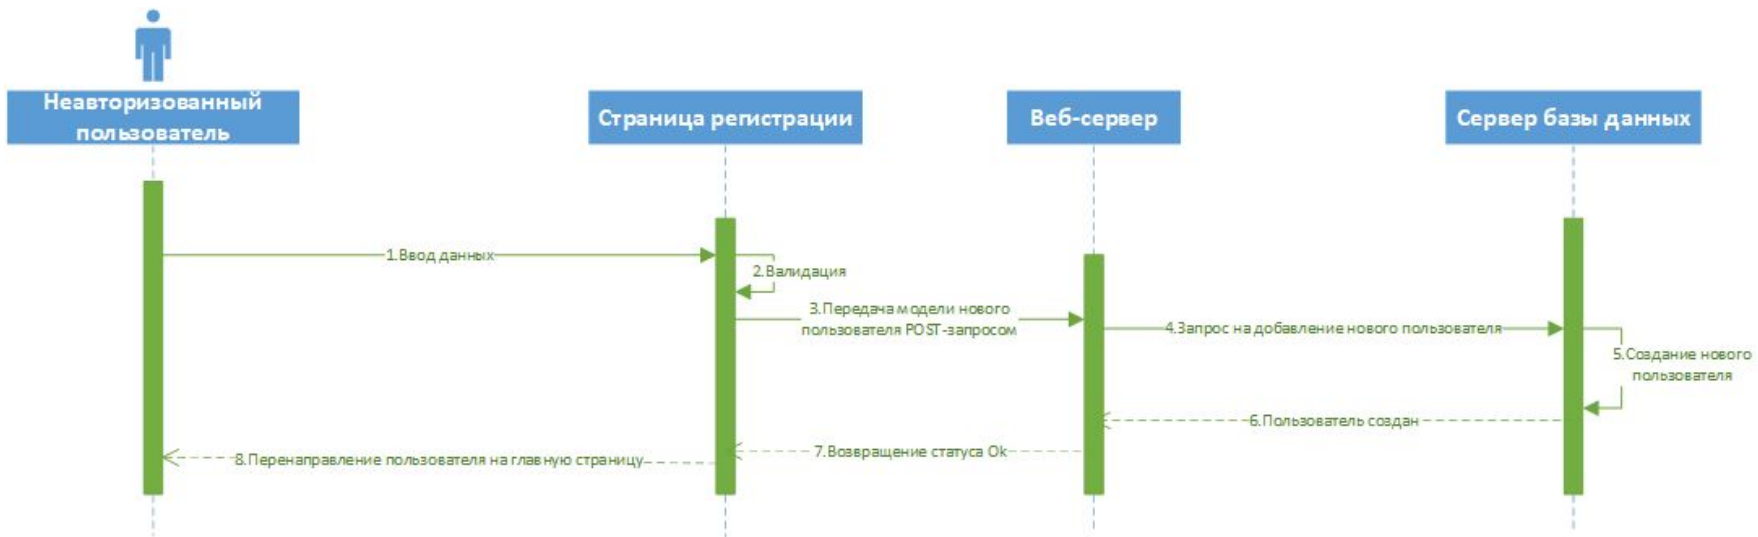 Неавторизованный
пользователь
Страница регистрации
Веб-сервер
Сервер базы данных
1.Ввод данных
2.Валидация
3.Передача модели нового
пользователя POST-запросом
4.Запрос на добавление нового пользователя
5.Создание нового
пользователя
6.Пользователь создан
7.Возвращение статуса Ok
8.Перенаправление пользователя на главную страницу